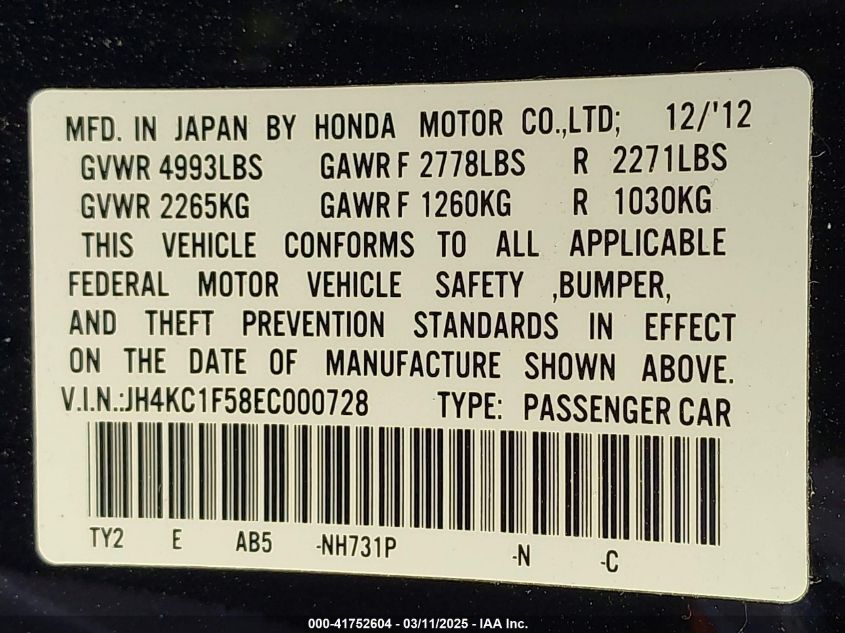 MFD. IN JAPAN BY HONDA MOTOR CO.,LTD; 12/'12
GVWR 4993LBS GAWR F 2778LBS R 2271LBS
GVWR 2265KG GAWR F 1260KG R 1030KG
THIS VEHICLE CONFORMS TO ALL APPLICABLE
FEDERAL MOTOR VEHICLE SAFETY ,BUMPER,
AND THEFT PREVENTION STANDARDS IN EFFECT
ON THE DATE OF MANUFACTURE SHOWN ABOVE.
V.I.N.:JH4KC1F58EC000728 TYPE: PASSENGER CAR
TY2 E AB5 -NH731P -N -C
000-41752604 - 03/11/2025 - IAA Inc.